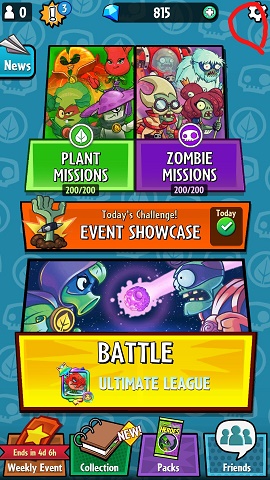 0
3
815
News
PLANT
MISSIONS
200/200
ZOMBIE
MISSIONS
200/200
Today's Challenge!
EVENT SHOWCASE
Today
BATTLE
ULTIMATE LEAGUE
Ends in 4d 6h
Weekly Event
NEW!
Collection
HEROES
Packs
Friends